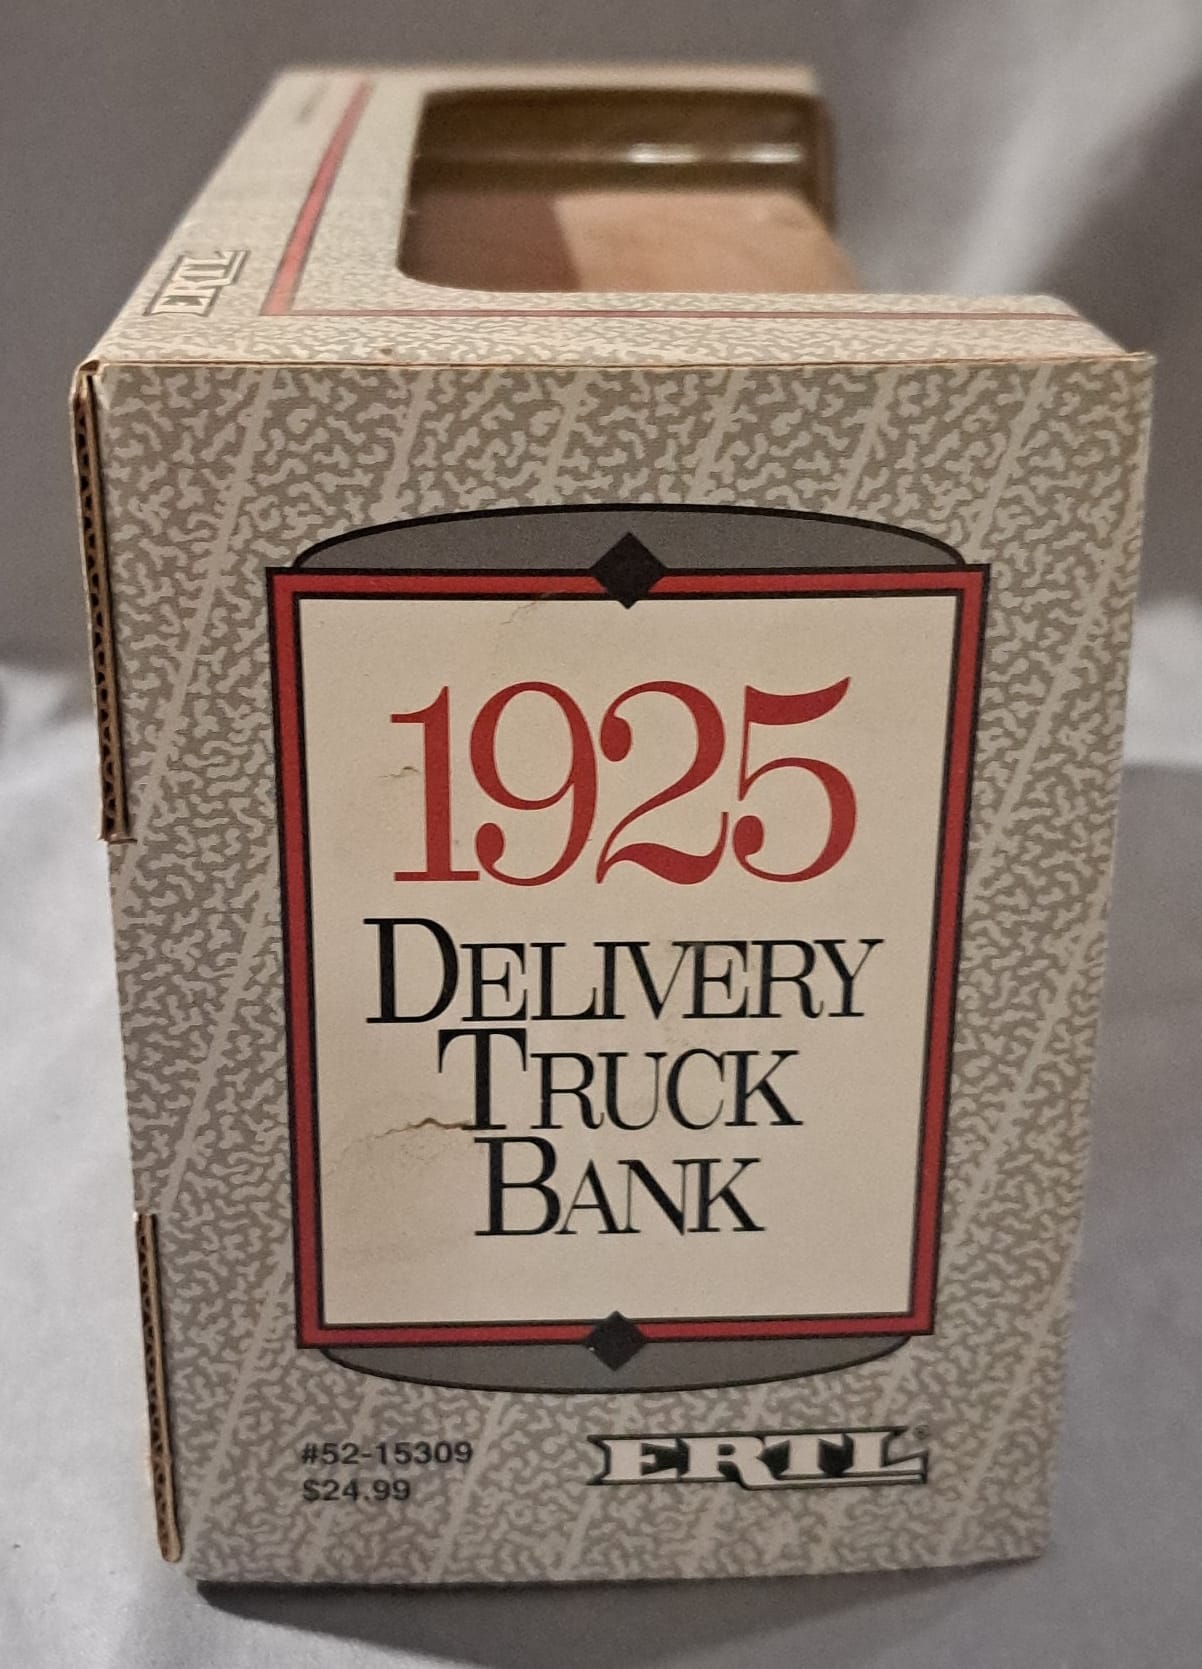 ERTL
1925
DELIVERY
TRUCK
BANK
#52-15309
$24.99
ERTL®